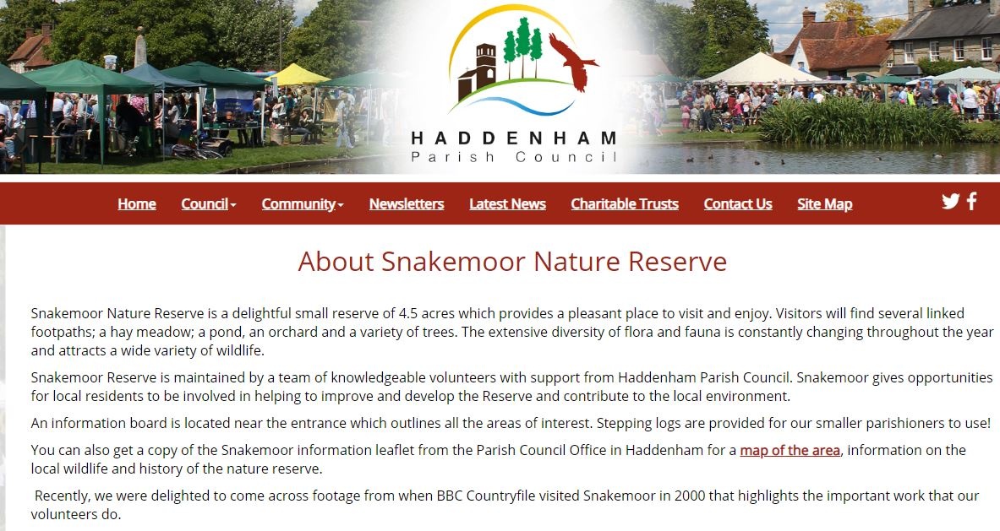 HADDENHAM
Parish Council
Home Council Community Newsletters Latest News Charitable Trusts Contact Us Site Map
About Snakemoor Nature Reserve
Snakemoor Nature Reserve is a delightful small reserve of 4.5 acres which provides a pleasant place to visit and enjoy. Visitors will find several linked
footpaths; a hay meadow; a pond, an orchard and a variety of trees. The extensive diversity of flora and fauna is constantly changing throughout the year
and attracts a wide variety of wildlife.
Snakemoor Reserve is maintained by a team of knowledgeable volunteers with support from Haddenham Parish Council. Snakemoor gives opportunities
for local residents to be involved in helping to improve and develop the Reserve and contribute to the local environment.
An information board is located near the entrance which outlines all the areas of interest. Stepping logs are provided for our smaller parishioners to use!
You can also get a copy of the Snakemoor information leaflet from the Parish Council Office in Haddenham for a map of the area, information on the
local wildlife and history of the nature reserve.
Recently, we were delighted to come across footage from when BBC Countryfile visited Snakemoor in 2000 that highlights the important work that our
volunteers do.